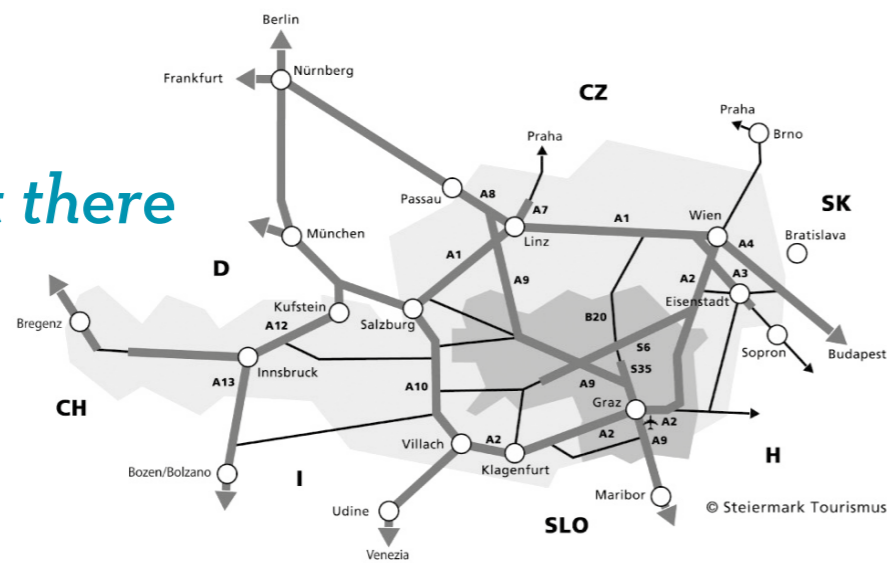 Berlin
Frankfurt
Nürnberg
CZ
Praha
Praha
Brno
there
Passau
A8
A7
Linz
A1
Wien
SK
München
A4
Bratislava
D
A1
A9
A2
A3
Kufstein
Salzburg
Eisenstadt
Bregenz
A12
B20
Innsbruck
S6
Sopron
Budapest
A13
A10
A9
S35
CH
Graz
Villach
A2
A2
A2
A9
Klagenfurt
H
Bozen/Bolzano
I
Maribor
Udine
SLO
© Steiermark Tourismus
Venezia